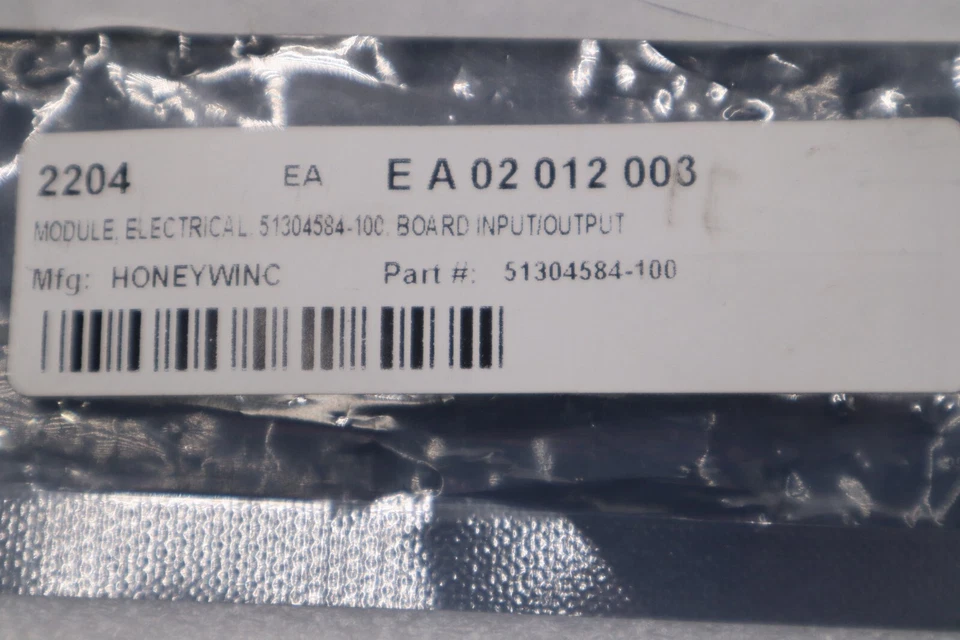 2204 EA E A 02 012 003
MODULE, ELECTRICAL, 51304584-100, BOARD INPUT/OUTPUT
Mfg: HONEYWINC Part #: 51304584-100